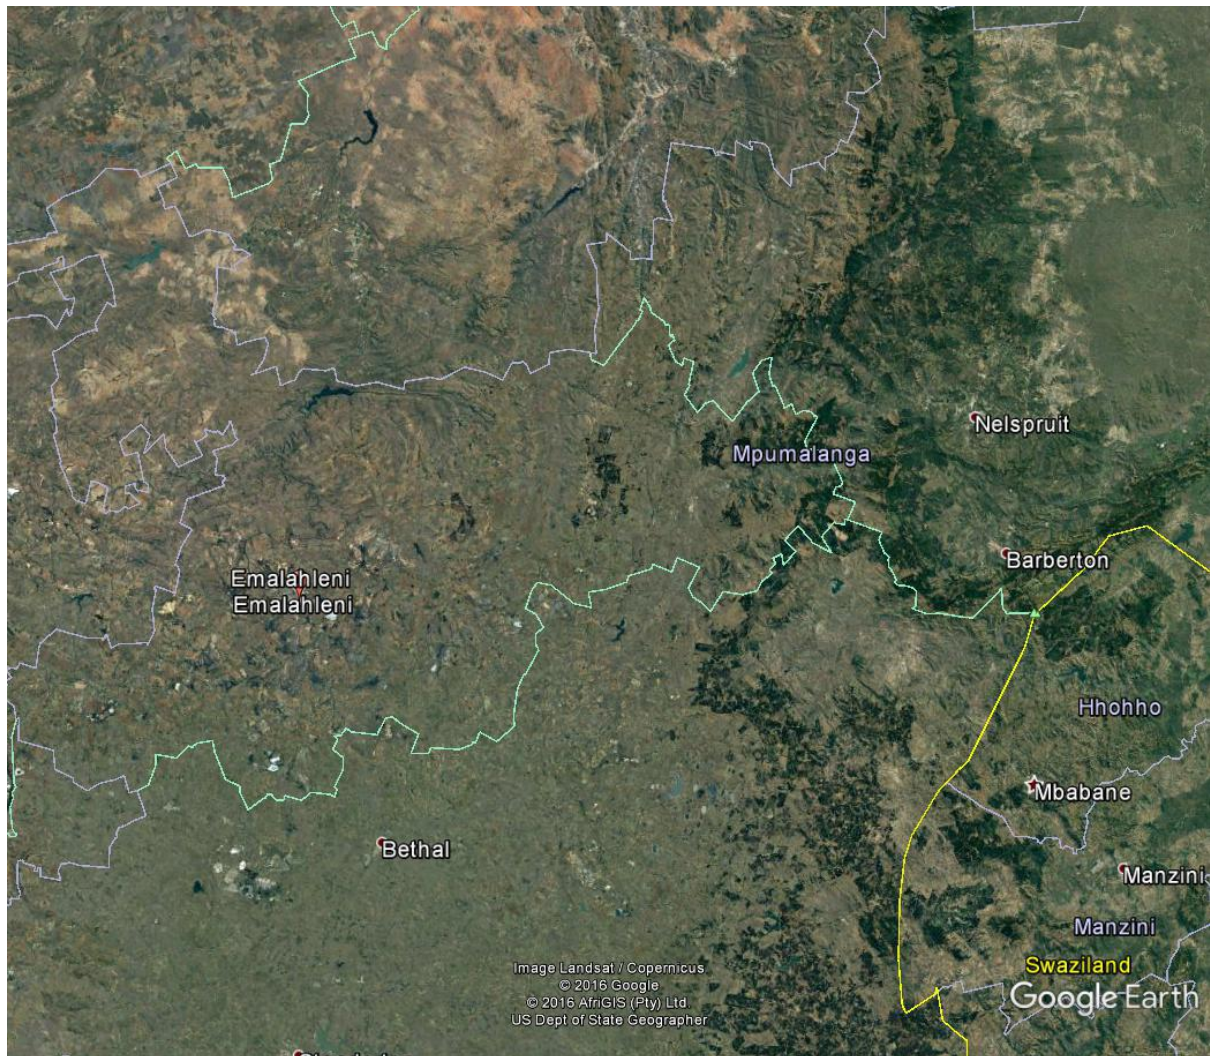 Nelspruit
Mpumalanga
Barberton
Emalahleni
Emalahleni
Hhohho
Mbabane
Bethal
Manzini
Manzini
Swaziland
Image Landsat / Copernicus
© 2016 Google
© 2016 AfriGIS (Pty) Ltd.
US Dept of State Geographer
Google Earth